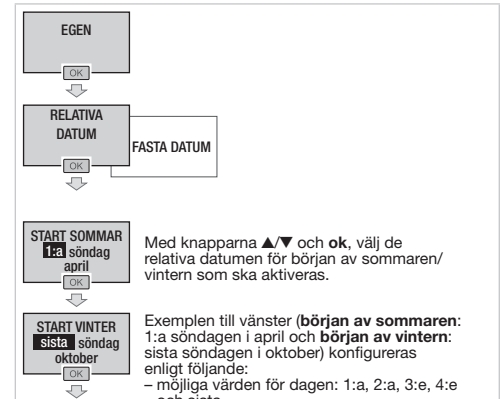 EGEN
OK
RELATIVA
DATUM
OK
FASTA DATUM
START SOMMAR
1:a söndag
april
OK
Med knapparna ▲/▼ och ok, välj de
relativa datumen för början av sommaren/
vintern som ska aktiveras.
START VINTER
sista söndag
oktober
OK
Exemplen till vänster (början av sommaren:
1:a söndagen i april och början av vintern:
sista söndagen i oktober) konfigureras
enligt följande:
– möjliga värden för dagen: 1:a, 2:a, 3:e, 4:e
och sista